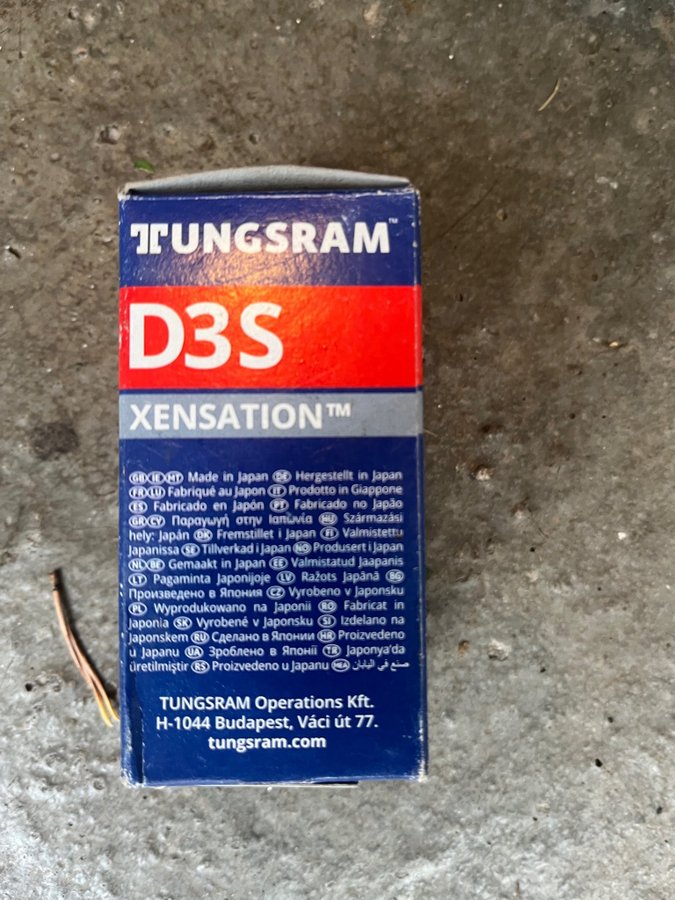 TUNGSRAM™
D3S
XENSATION™
GB IE MT Made in Japan DE Hergestellt in Japan
FR LU Fabriqué au Japon IT Prodotto in Giappone
ES Fabricado en Japón PT Fabricado no Japão
GR CY Παραγωγή στην Ιαπωνία HU Származási
hely: Japán DK Fremstillet i Japan FI Valmistettu
Japanissa SE Tillverkad i Japan NO Produsert i Japan
NL BE Gemaakt in Japan EE Valmistatud Jaapanis
LT Pagaminta Japonijoje LV Ražots Japānā BG
Произведено в Япония CZ Vyrobeno v Japonsku
PL Wyprodukowano na Japonii RO Fabricat in
Japonia SK Vyrobené v Japonsku SI Izdelano na
Japonskem RU Сделано в Японии HR Proizvedeno
u Japanu UA Зроблено в Японії TR Japonya'da
üretilmiştir RS Proizvedeno u Japanu MEA صنع في اليابان
TUNGSRAM Operations Kft.
H-1044 Budapest, Váci út 77.
tungsram.com